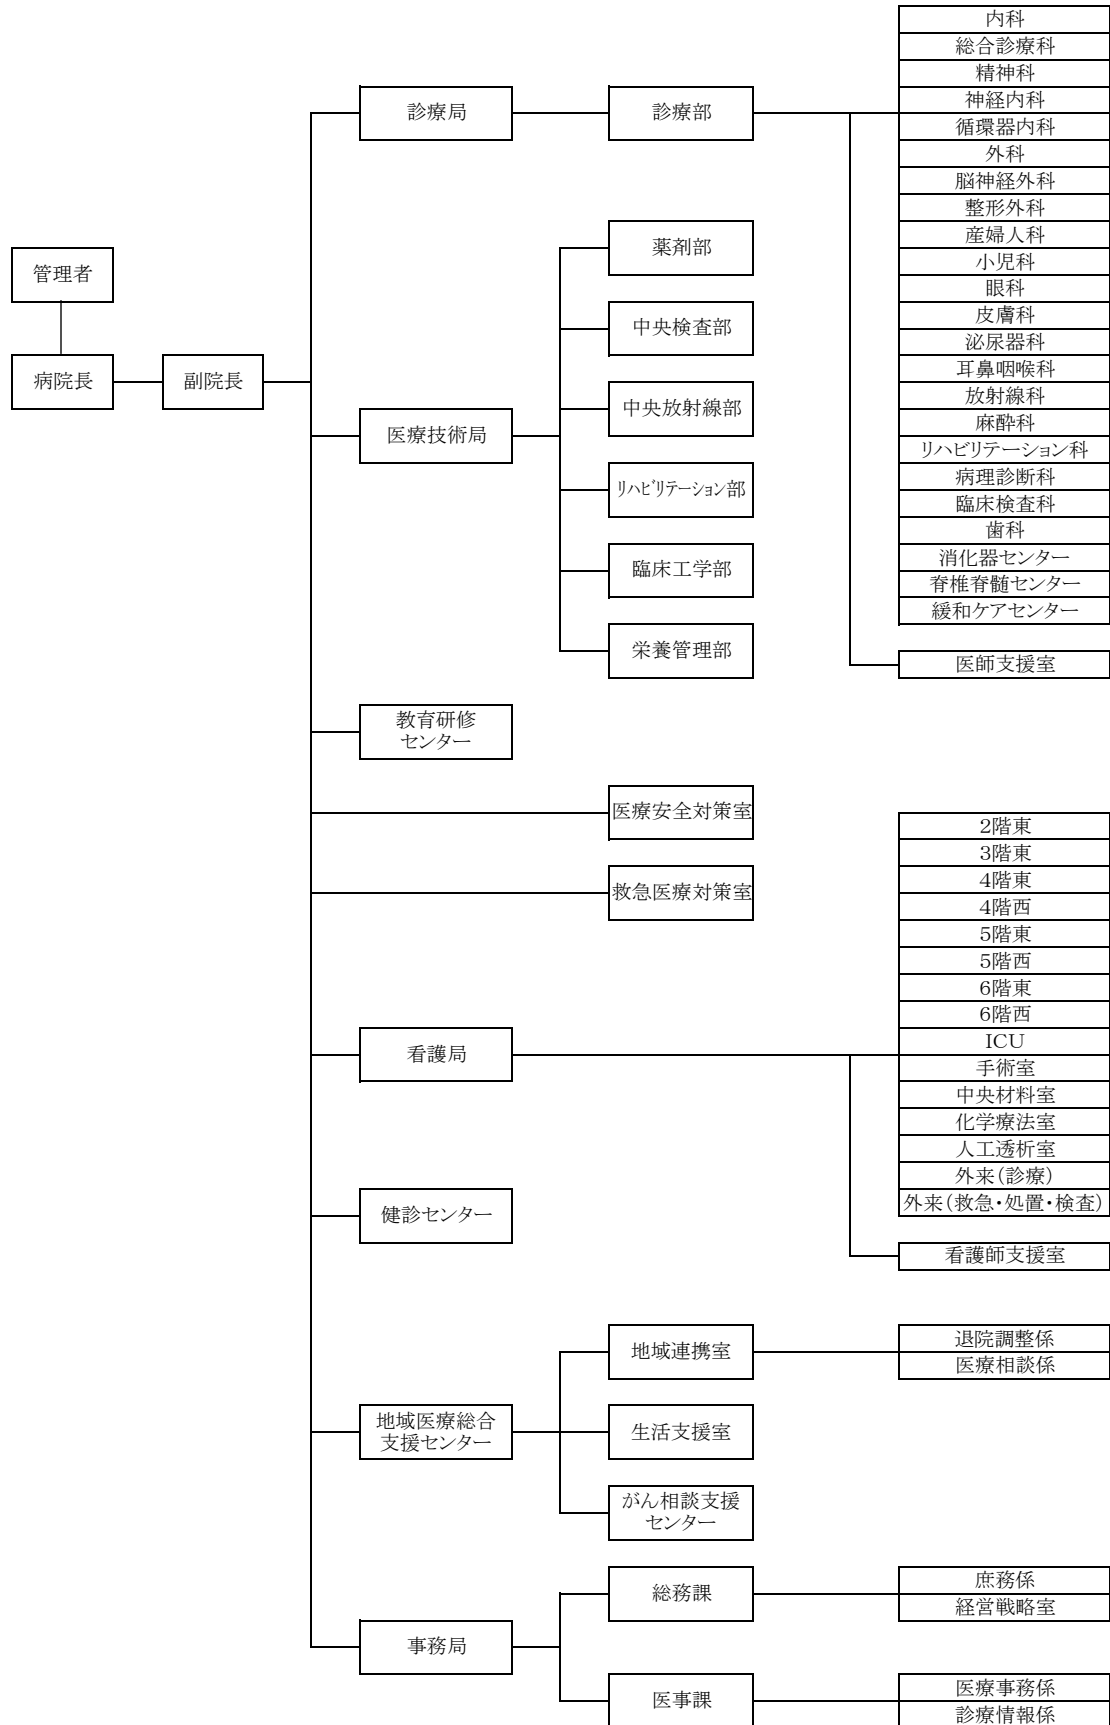 管理者
病院長
副院長
診療局
診療部
内科
総合診療科
精神科
神経内科
循環器内科
外科
脳神経外科
整形外科
産婦人科
小児科
眼科
皮膚科
泌尿器科
耳鼻咽喉科
放射線科
麻酔科
リハビリテーション科
病理診断科
臨床検査科
歯科
消化器センター
脊椎脊髄センター
緩和ケアセンター
医師支援室
医療技術局
薬剤部
中央検査部
中央放射線部
リハビリテーション部
臨床工学部
栄養管理部
教育研修
センター
医療安全対策室
救急医療対策室
看護局
2階東
3階東
4階東
4階西
5階東
5階西
6階東
6階西
ICU
手術室
中央材料室
化学療法室
人工透析室
外来(診療)
外来(救急・処置・検査)
看護師支援室
健診センター
地域医療総合
支援センター
地域連携室
退院調整係
医療相談係
生活支援室
がん相談支援
センター
事務局
総務課
庶務係
経営戦略室
医事課
医療事務係
診療情報係